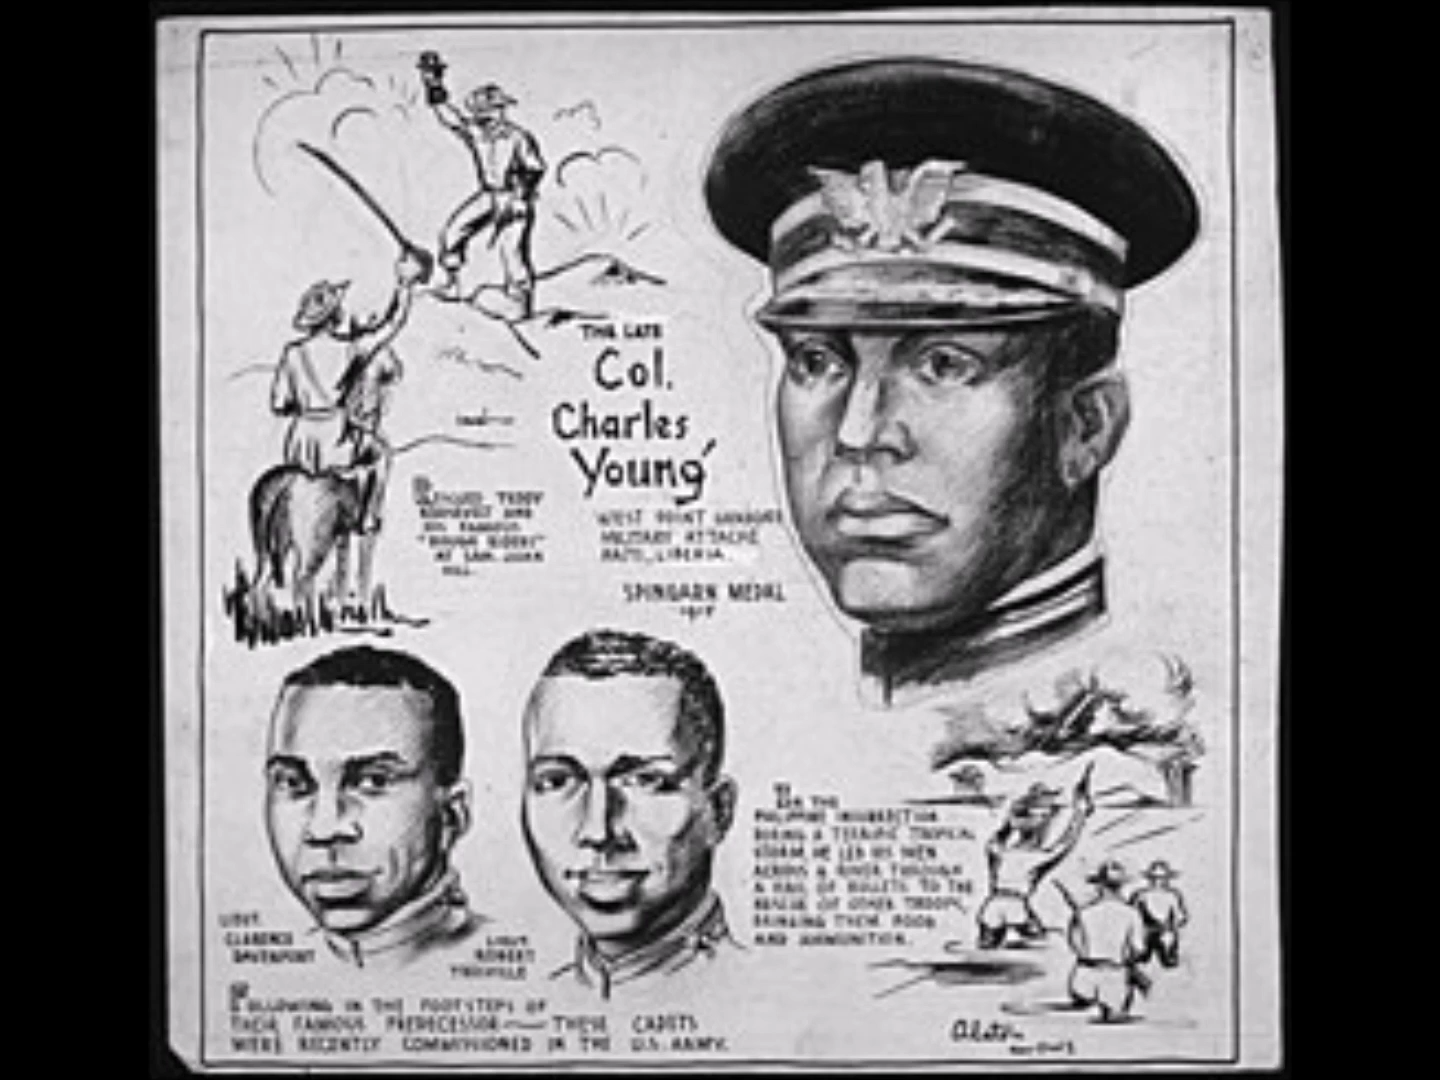 THE LATE
Col.
Charles
Young
WEST POINT GRADUATE
MILITARY ATTACHÉ
HAITI, LIBERIA.
SPINGARN MEDAL
RESCUED TEDDY
ROOSEVELT AND
HIS FAMOUS
"ROUGH RIDERS"
AT SAN JUAN
HILL.
LIEUT.
CLARENCE
DAVENPORT
LIEUT.
ROBERT
TRESVILLE
IN THE
PHILIPPINE INSURRECTION
DURING A TERRIFIC TROPICAL
STORM, HE LED HIS MEN
ACROSS A RIVER THROUGH
A HAIL OF BULLETS TO THE
RESCUE OF OTHER TROOPS,
BRINGING THEM FOOD
AND AMMUNITION.
FOLLOWING IN THE FOOTSTEPS OF
THEIR FAMOUS PREDECESSOR — THESE CADETS
WERE RECENTLY COMMISSIONED IN THE U.S. ARMY.
Alston